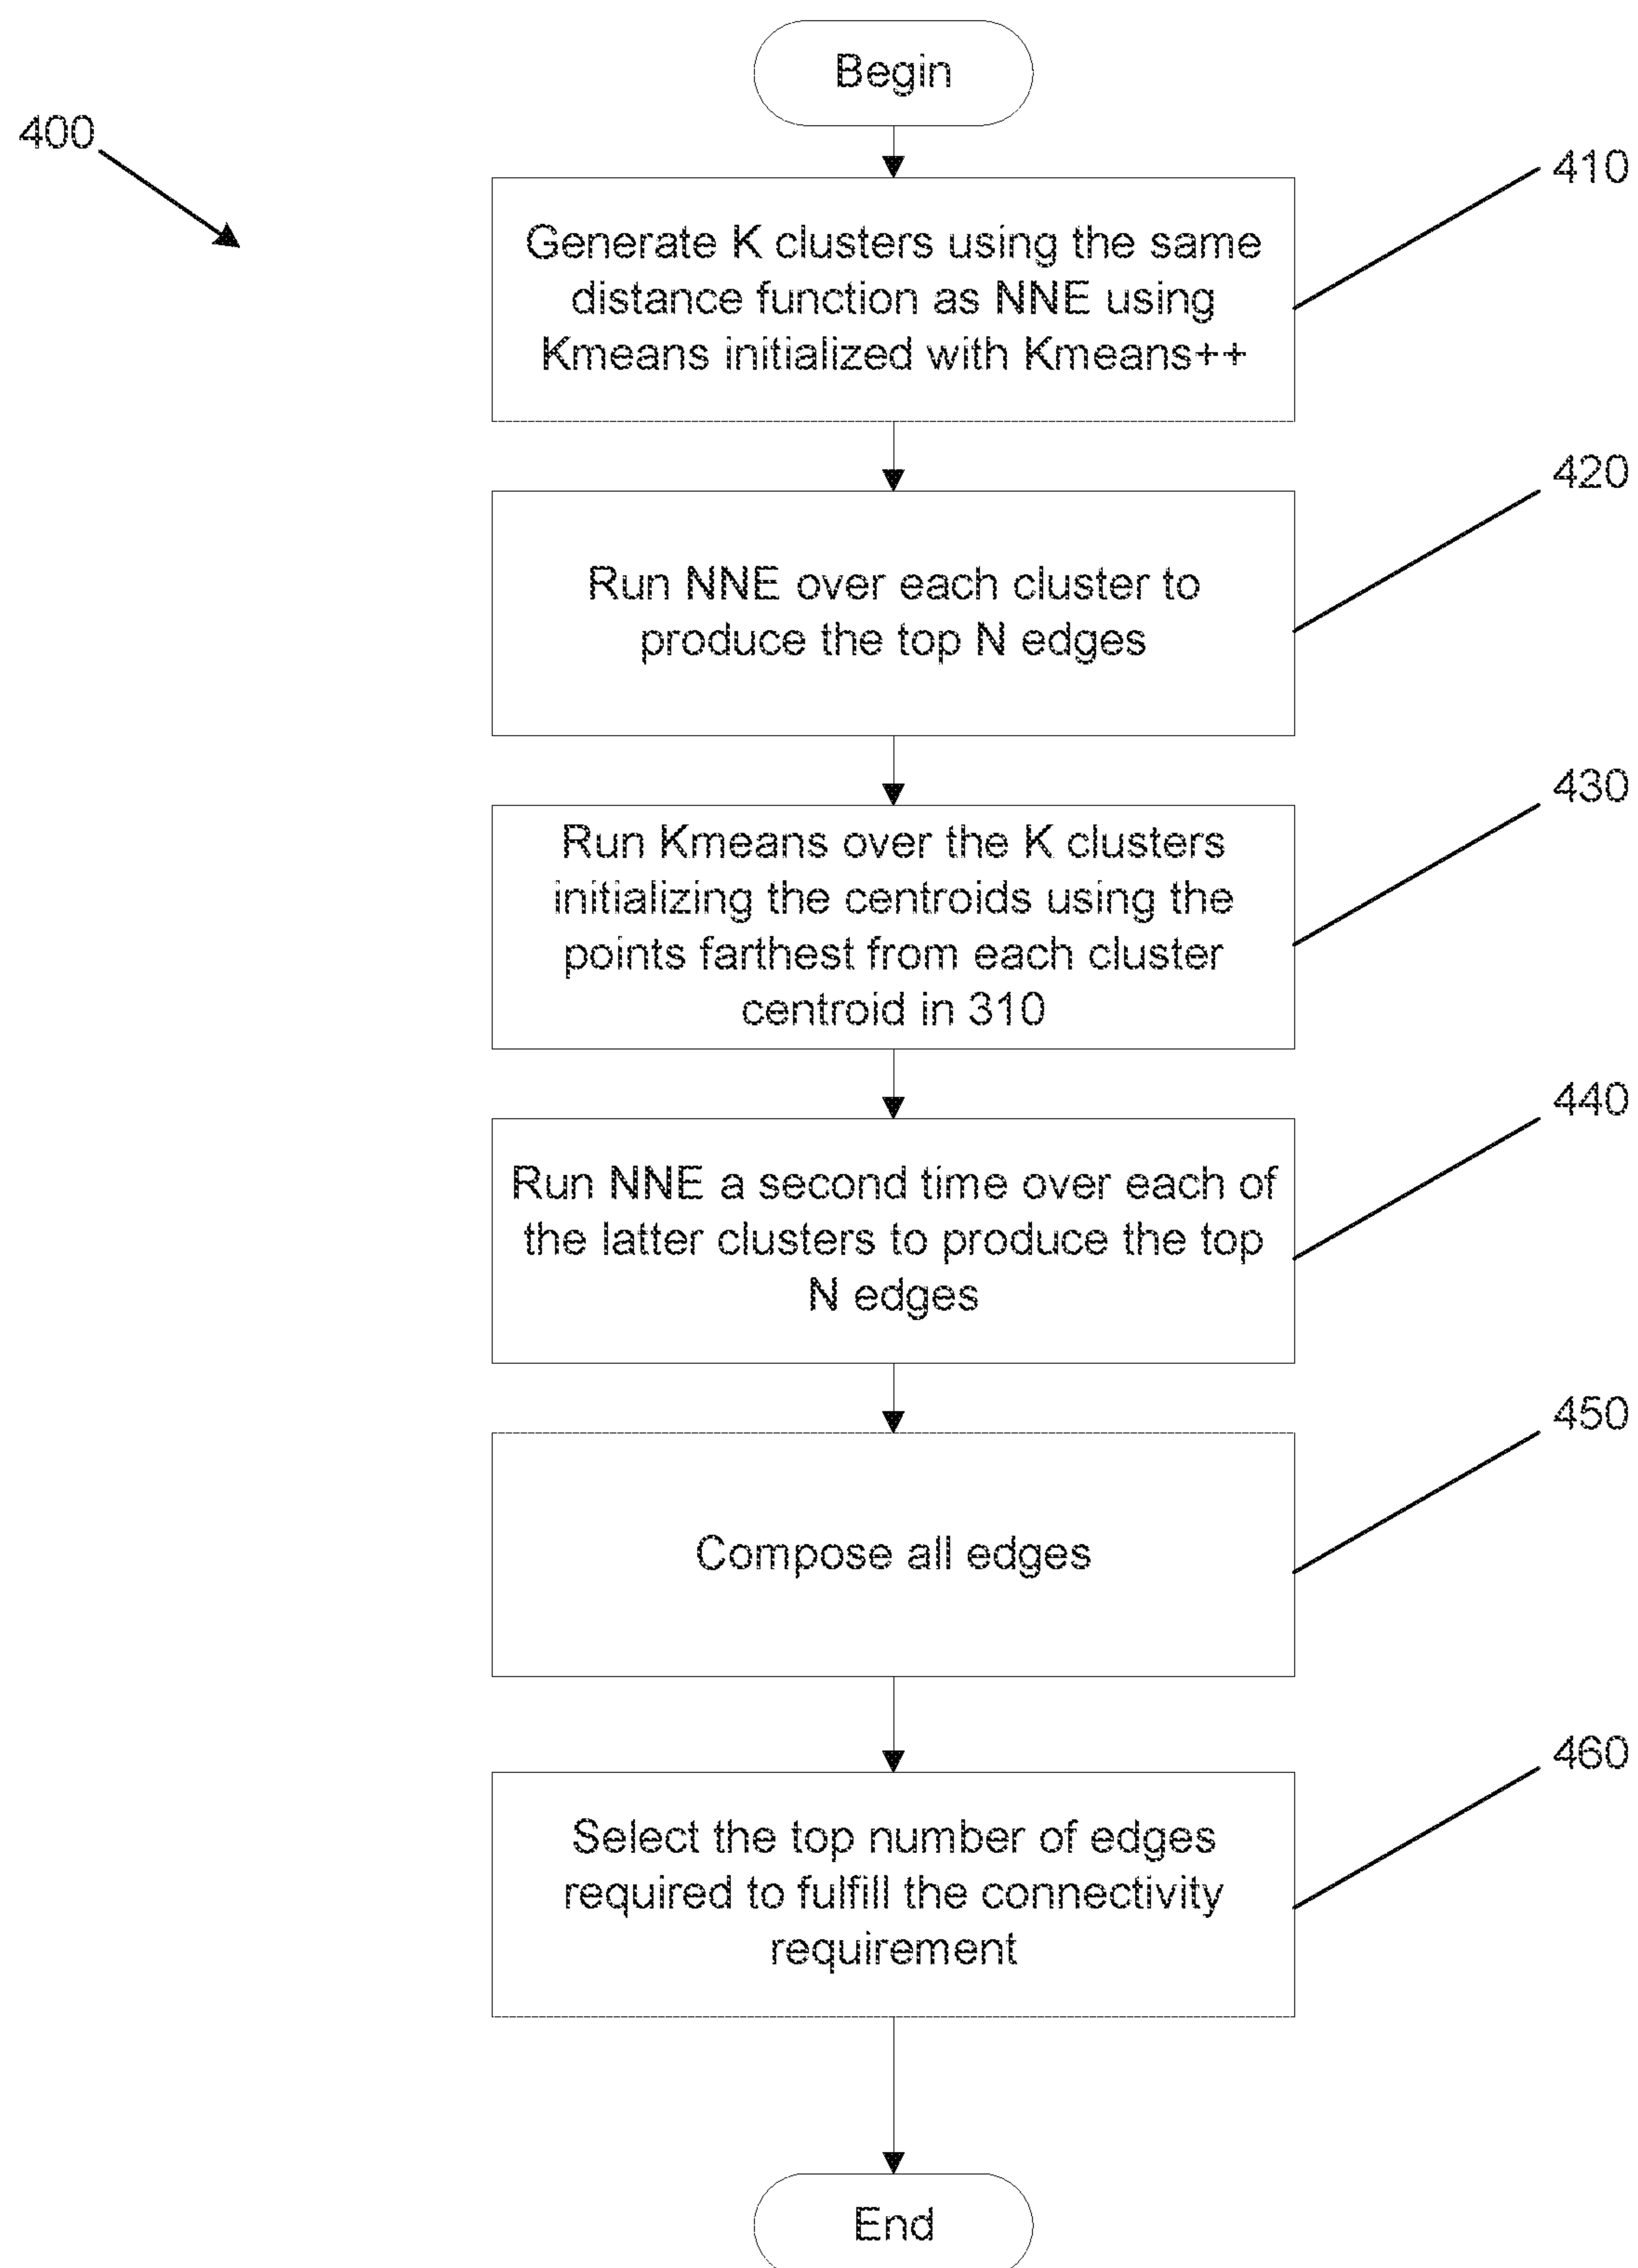 Begin
400
410
Generate K clusters using the same
distance function as NNE using
Kmeans initialized with Kmeans++
420
Run NNE over each cluster to
produce the top N edges
430
Run Kmeans over the K clusters
initializing the centroids using the
points farthest from each cluster
centroid in 310
440
Run NNE a second time over each of
the latter clusters to produce the top
N edges
450
Compose all edges
460
Select the top number of edges
required to fulfill the connectivity
requirement
End